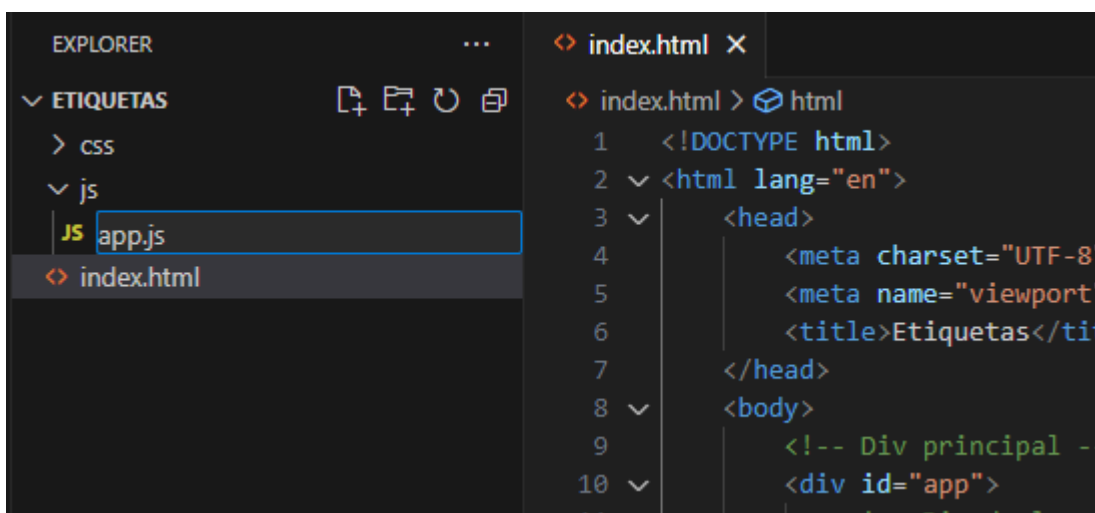 EXPLORER
ETIQUETAS
css
js
JS app.js
index.html
index.html
index.html > html
1 <!DOCTYPE html>
2 <html lang="en">
3 <head>
4 <meta charset="UTF-8
5 <meta name="viewport
6 <title>Etiquetas</ti
7 </head>
8 <body>
9 <!-- Div principal -
10 <div id="app">